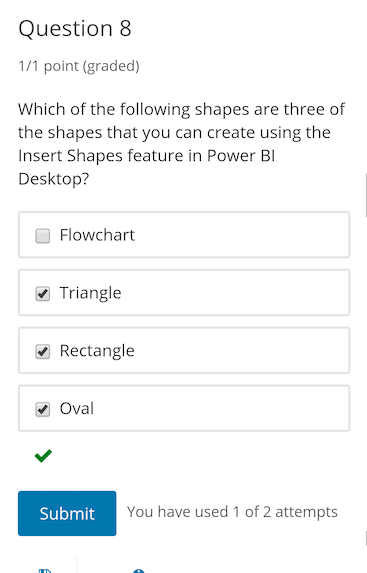 Question 8
1/1 point (graded)
Which of the following shapes are three of
the shapes that you can create using the
Insert Shapes feature in Power BI
Desktop?
Flowchart
Triangle
Rectangle
Oval
Submit
You have used 1 of 2 attempts